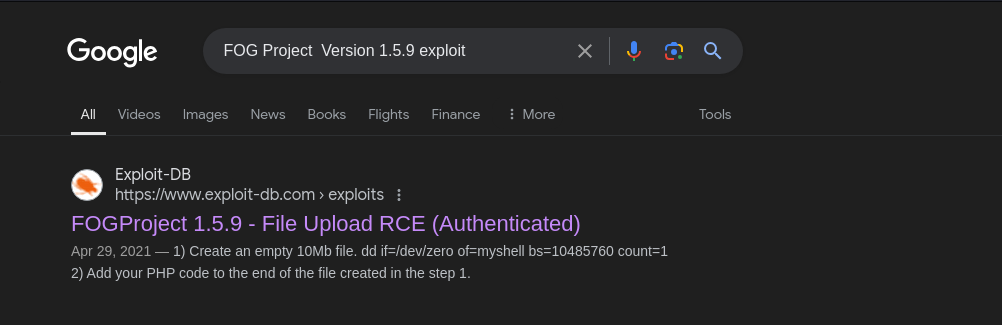 Google
FOG Project  Version 1.5.9 exploit
All Videos Images News Books Flights Finance More Tools
Exploit-DB
https://www.exploit-db.com › exploits
FOGProject 1.5.9 - File Upload RCE (Authenticated)
Apr 29, 2021 — 1) Create an empty 10Mb file. dd if=/dev/zero of=myshell bs=10485760 count=1
2) Add your PHP code to the end of the file created in the step 1.